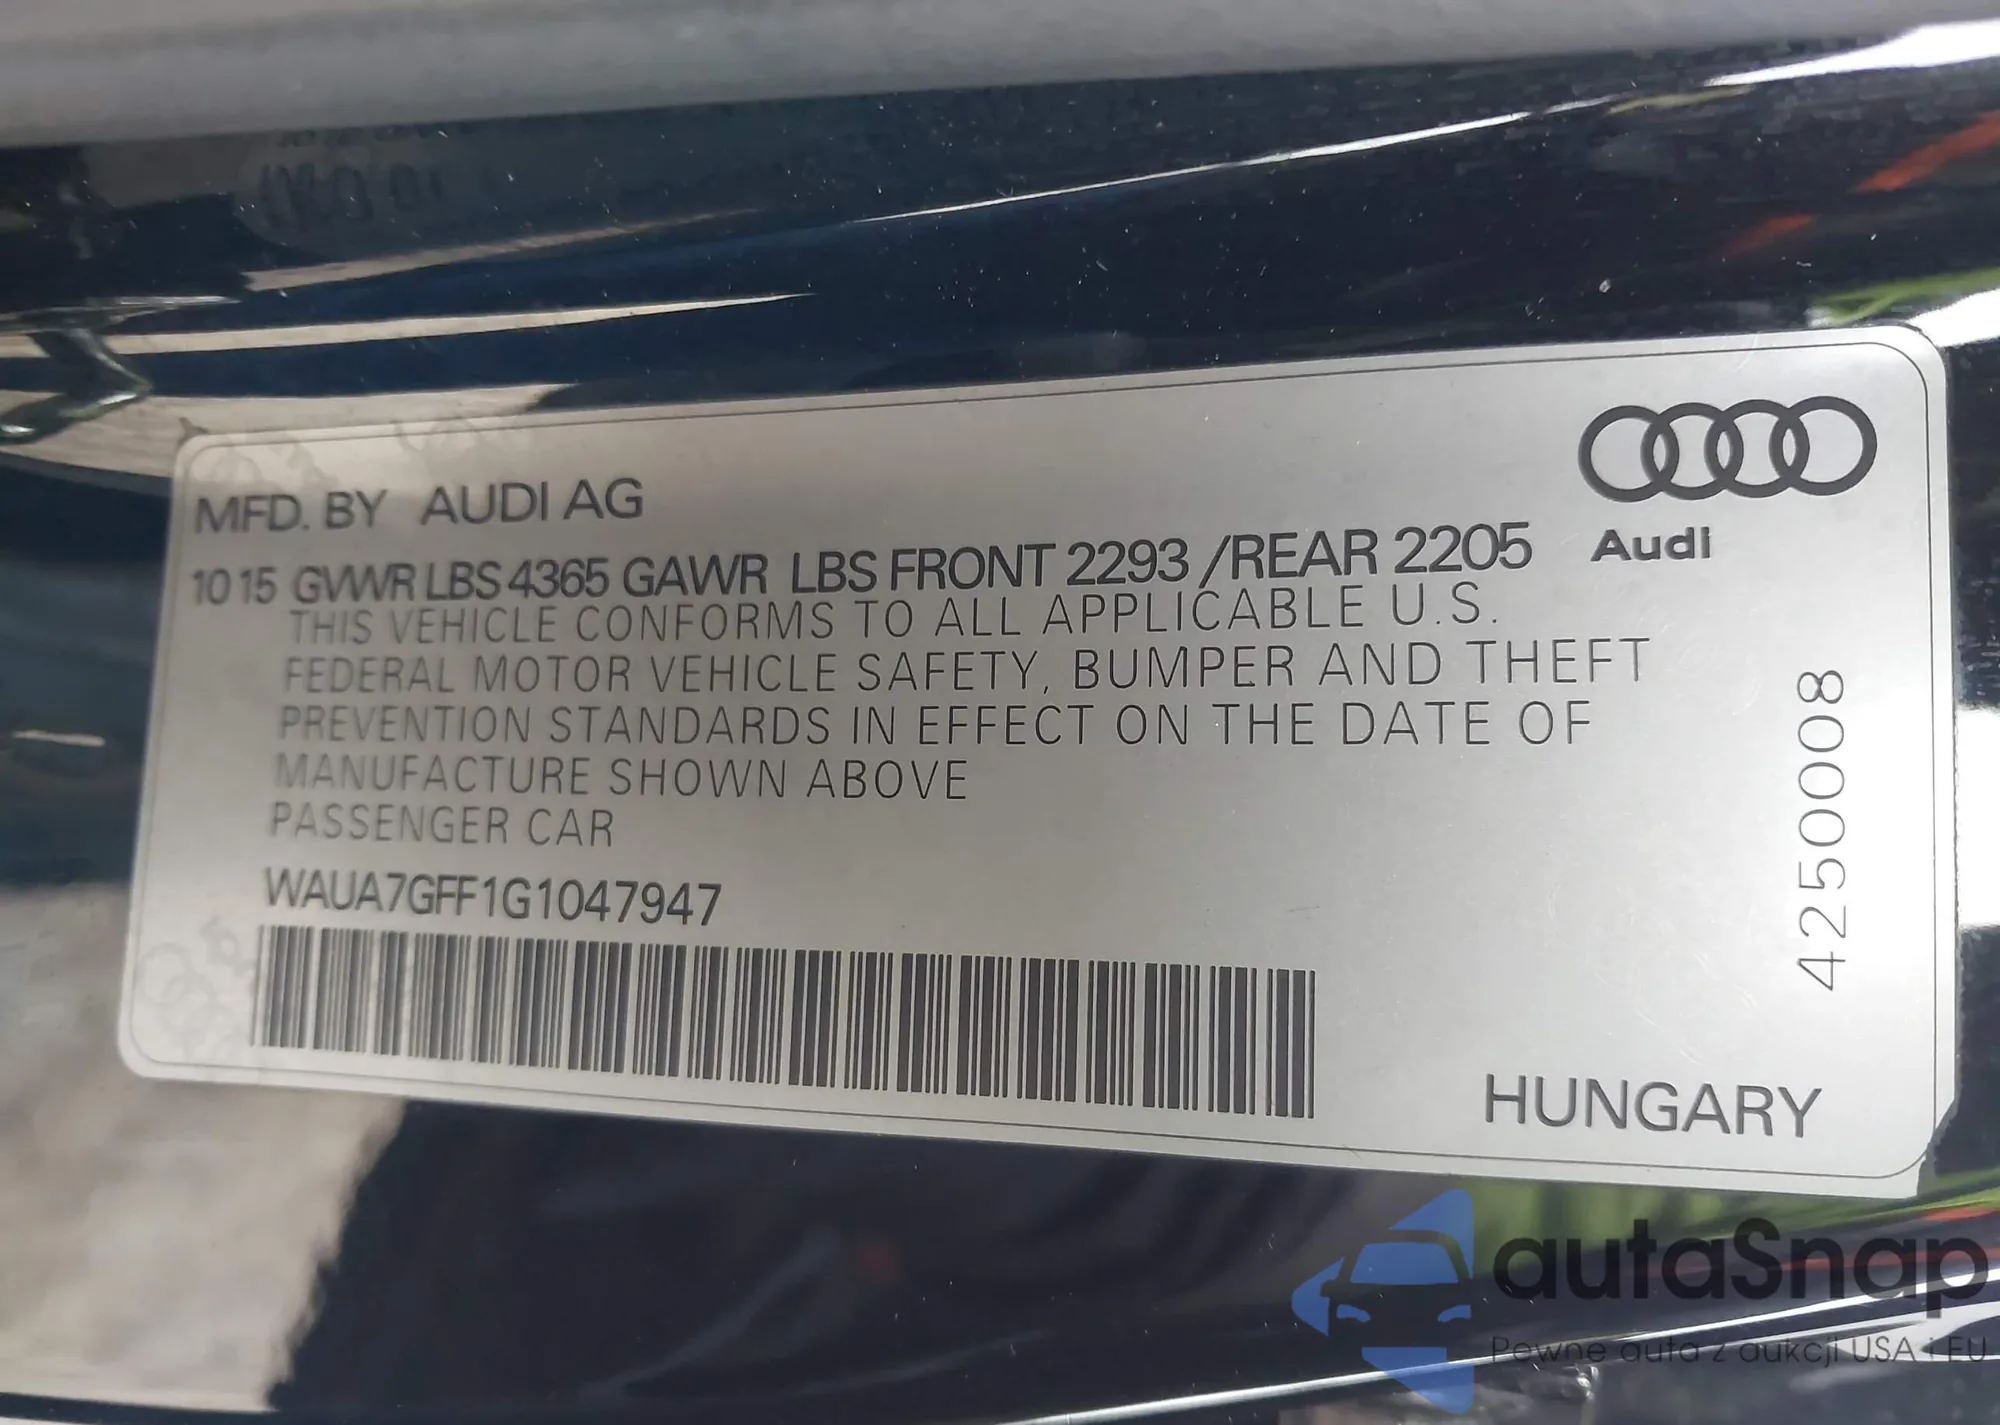 MFD. BY AUDI AG
10 15 GVWR LBS 4365 GAWR LBS FRONT 2293 /REAR 2205
Audi
THIS VEHICLE CONFORMS TO ALL APPLICABLE U.S.
FEDERAL MOTOR VEHICLE SAFETY, BUMPER AND THEFT
PREVENTION STANDARDS IN EFFECT ON THE DATE OF
MANUFACTURE SHOWN ABOVE
PASSENGER CAR
WAUA7GFF1G1047947
4250008
HUNGARY
autaSnap
Pewne auta z aukcji USA i EU